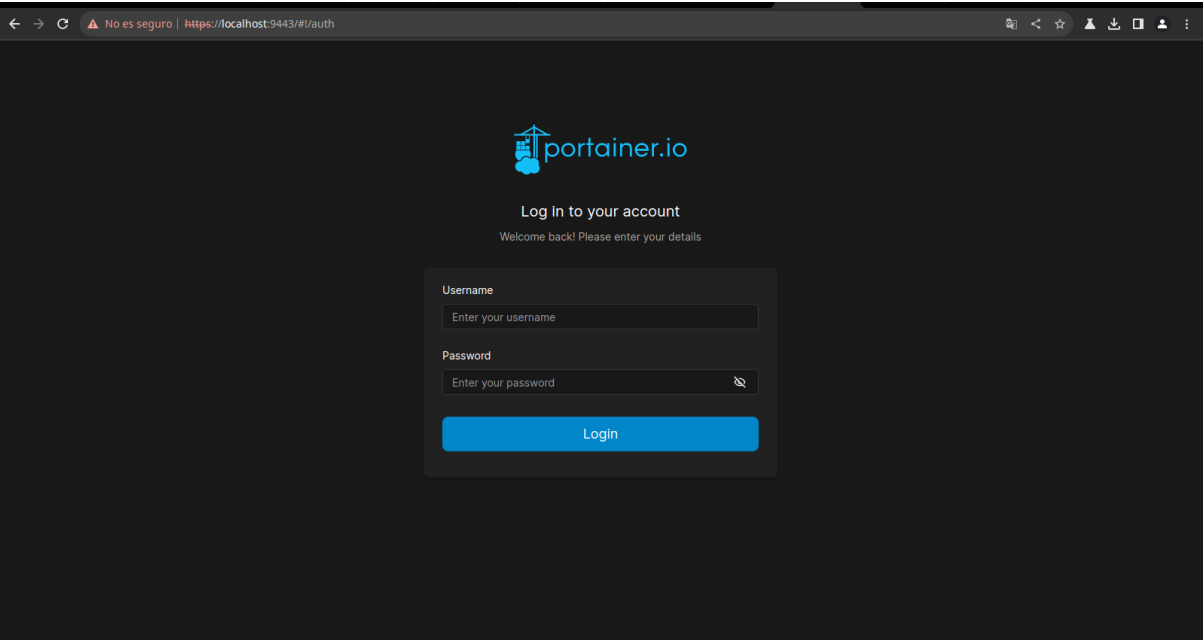 No es seguro | https://localhost:9443/#!/auth
portainer.io
Log in to your account
Welcome back! Please enter your details
Username
Enter your username
Password
Enter your password
Login